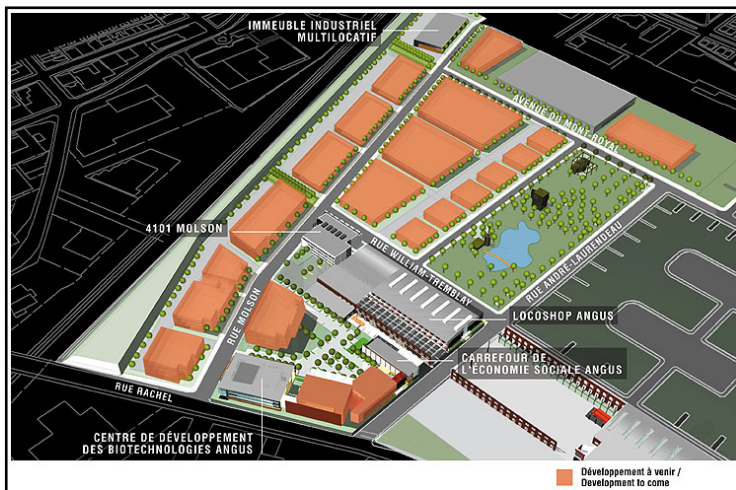 IMMEUBLE INDUSTRIEL
MULTILOCATIF
AVENUE DU MONT-ROYAL
4101 MOLSON
RUE WILLIAM-TREMBLAY
RUE ANDRÉ-LAURENDEAU
RUE MOLSON
LOCOSHOP ANGUS
CARREFOUR DE
L'ÉCONOMIE SOCIALE ANGUS
RUE RACHEL
CENTRE DE DÉVELOPPEMENT
DES BIOTECHNOLOGIES ANGUS
Développement à venir /
Development to come